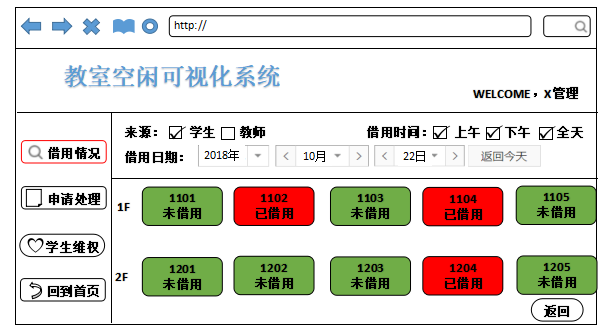 http://
教室空闲可视化系统
WELCOME，X管理
来源： 学生 教师 借用时间： 上午 下午 全天
借用日期： 2018年 10月 22日 返回今天
借用情况
申请处理
学生维权
回到首页
1F
1101 未借用
1102 已借用
1103 未借用
1104 已借用
1105 未借用
2F
1201 未借用
1202 未借用
1203 未借用
1204 已借用
1205 未借用
返回